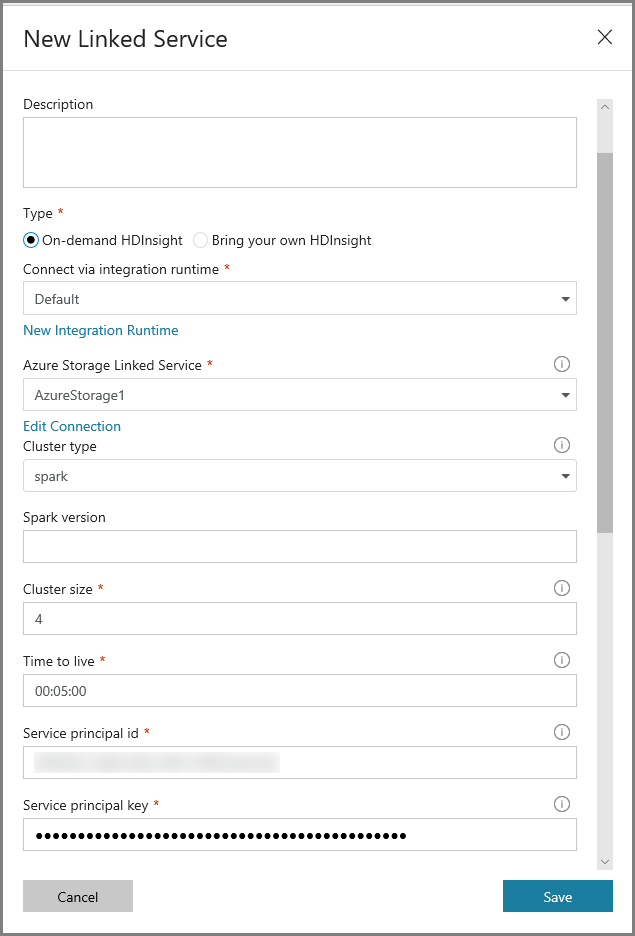 New Linked Service
Description
Type *
On-demand HDInsight Bring your own HDInsight
Connect via integration runtime *
Default
New Integration Runtime
Azure Storage Linked Service *
AzureStorage1
Edit Connection
Cluster type
spark
Spark version
Cluster size *
4
Time to live *
00:05:00
Service principal id *
Service principal key *
●●●●●●●●●●●●●●●●●●●●●●●●●●●●●●●●●●●●●●●●●●●●
Cancel Save